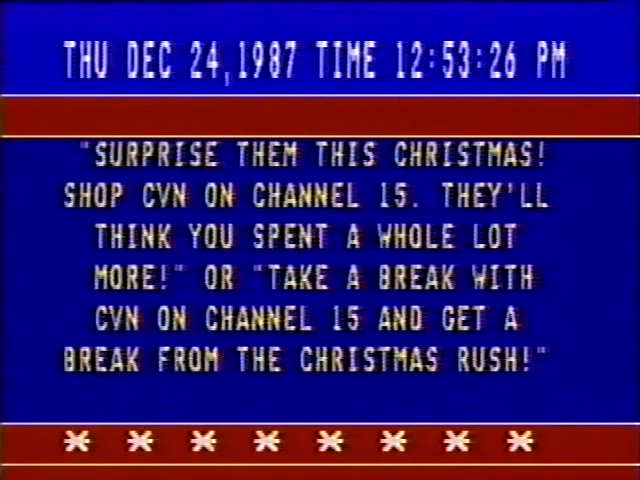 THU DEC 24,1987 TIME 12:53:26 PM
"SURPRISE THEM THIS CHRISTMAS!
SHOP CVN ON CHANNEL 15. THEY'LL
THINK YOU SPENT A WHOLE LOT
MORE!" OR "TAKE A BREAK WITH
CVN ON CHANNEL 15 AND GET A
BREAK FROM THE CHRISTMAS RUSH!"
* * * * * * * *